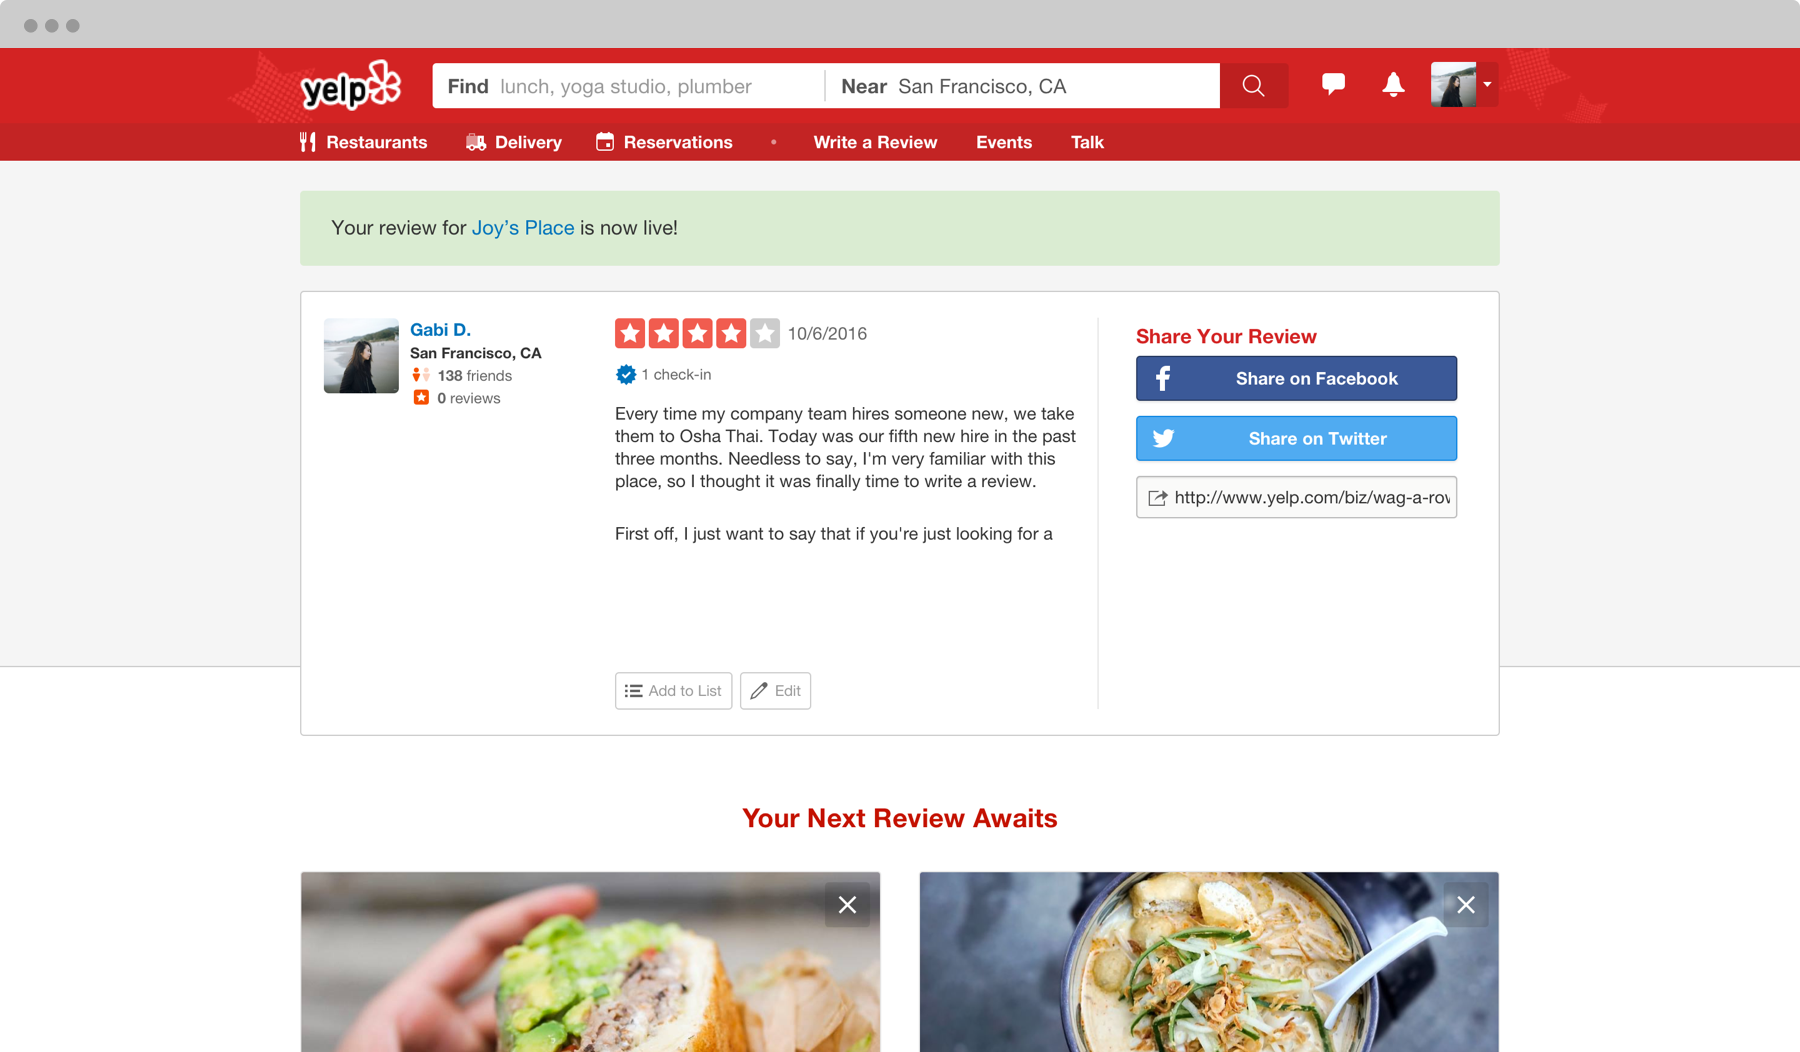 yelp
Find lunch, yoga studio, plumber
Near San Francisco, CA
Restaurants
Delivery
Reservations
Write a Review
Events
Talk
Your review for Joy’s Place is now live!
Gabi D.
San Francisco, CA
138 friends
0 reviews
10/6/2016
1 check-in
Every time my company team hires someone new, we take
them to Osha Thai. Today was our fifth new hire in the past
three months. Needless to say, I'm very familiar with this
place, so I thought it was finally time to write a review.
First off, I just want to say that if you're just looking for a
Add to List
Edit
Share Your Review
Share on Facebook
Share on Twitter
http://www.yelp.com/biz/wag-a-rov
Your Next Review Awaits